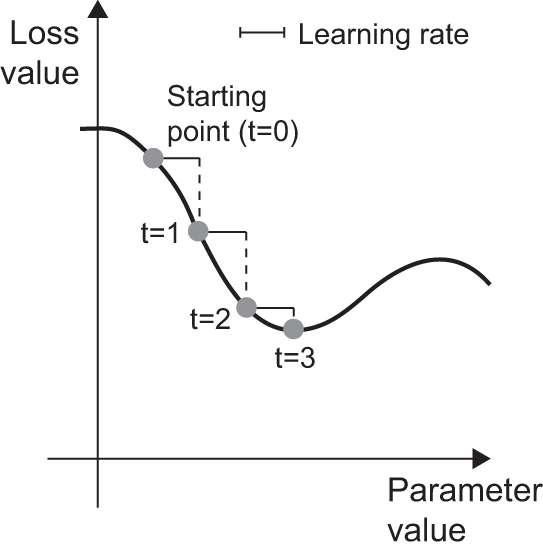 Loss
value
Learning rate
Starting
point (t=0)
t=1
t=2
t=3
Parameter
value